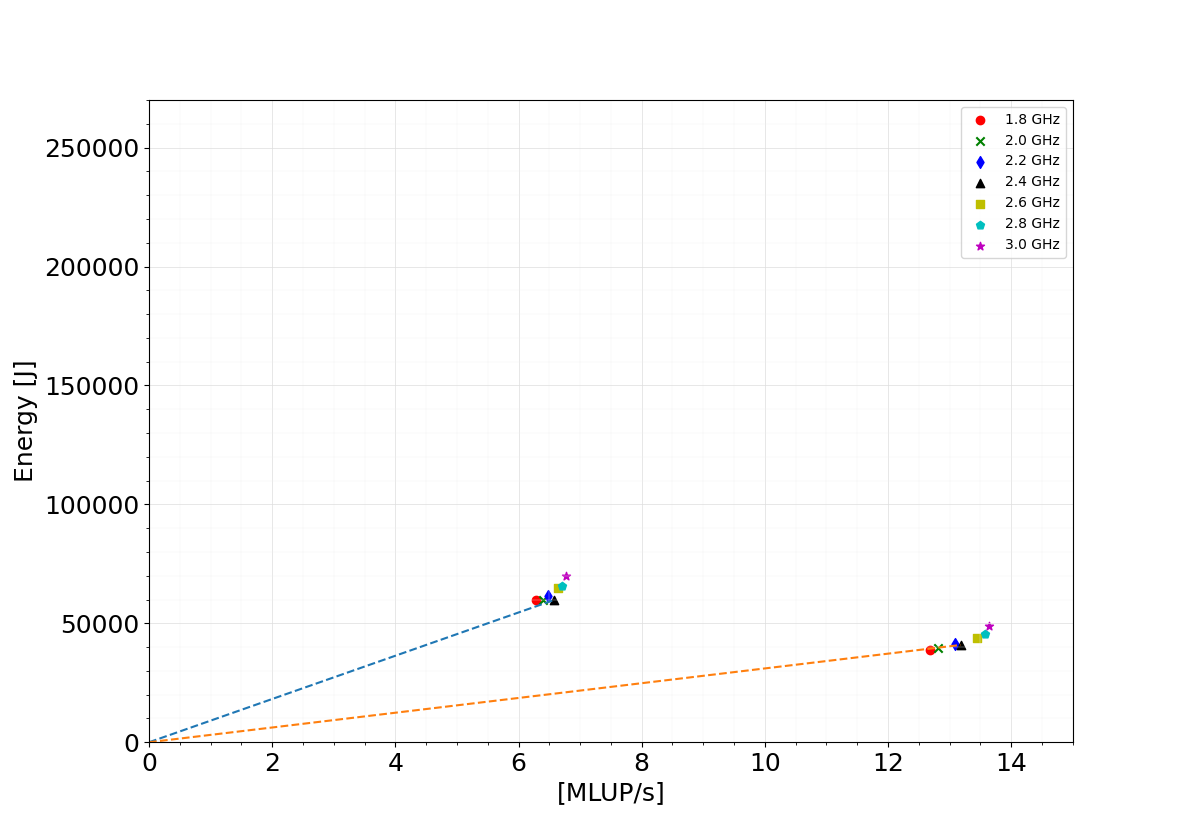 250000
200000
150000
100000
50000
0
Energy [J]
0 2 4 6 8 10 12 14
[MLUP/s]
1.8 GHz
2.0 GHz
2.2 GHz
2.4 GHz
2.6 GHz
2.8 GHz
3.0 GHz